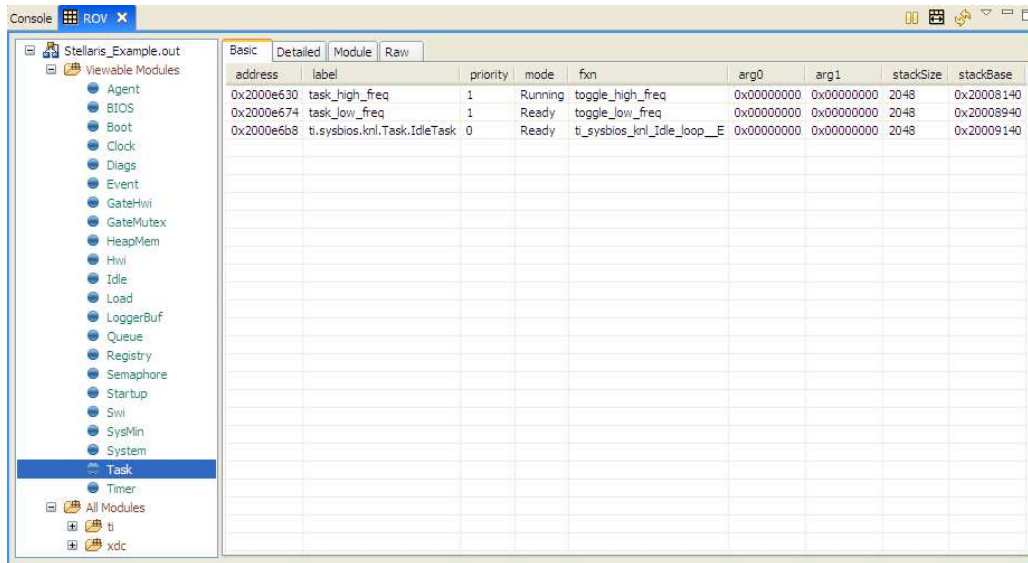 Console ROV
Stellaris_Example.out
Viewable Modules
Agent
BIOS
Boot
Clock
Diags
Event
GateHwi
GateMutex
HeapMem
Hwi
Idle
Load
LoggerBuf
Queue
Registry
Semaphore
Startup
Swi
SysMin
System
Task
Timer
All Modules
ti
xdc
Basic Detailed Module Raw
address label priority mode fxn arg0 arg1 stackSize stackBase
0x2000e630 task_high_freq 1 Running toggle_high_freq 0x00000000 0x00000000 2048 0x20008140
0x2000e674 task_low_freq 1 Ready toggle_low_freq 0x00000000 0x00000000 2048 0x20008940
0x2000e6b8 ti.sysbios.knl.Task.IdleTask 0 Ready ti_sysbios_knl_Idle_loop__E 0x00000000 0x00000000 2048 0x20009140